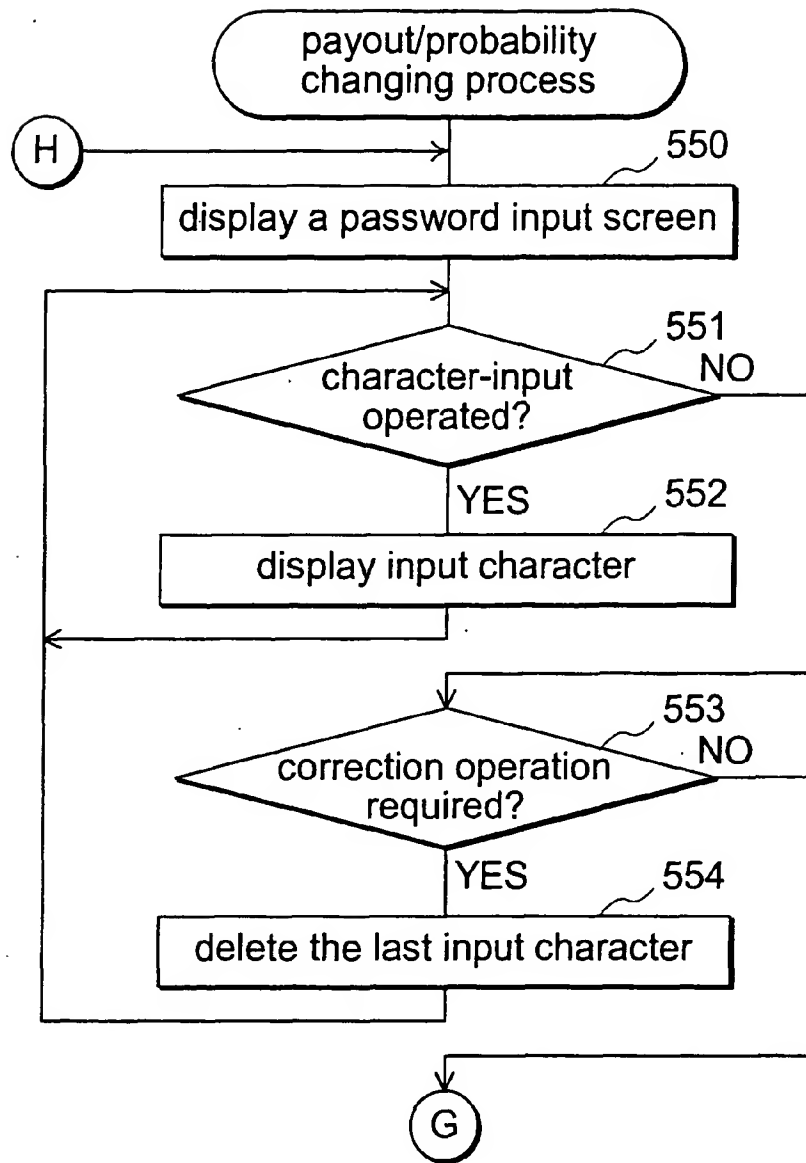 payout/probability
changing process
H
550
display a password input screen
551
NO
character-input
operated?
YES
552
display input character
553
NO
correction operation
required?
YES
554
delete the last input character
G